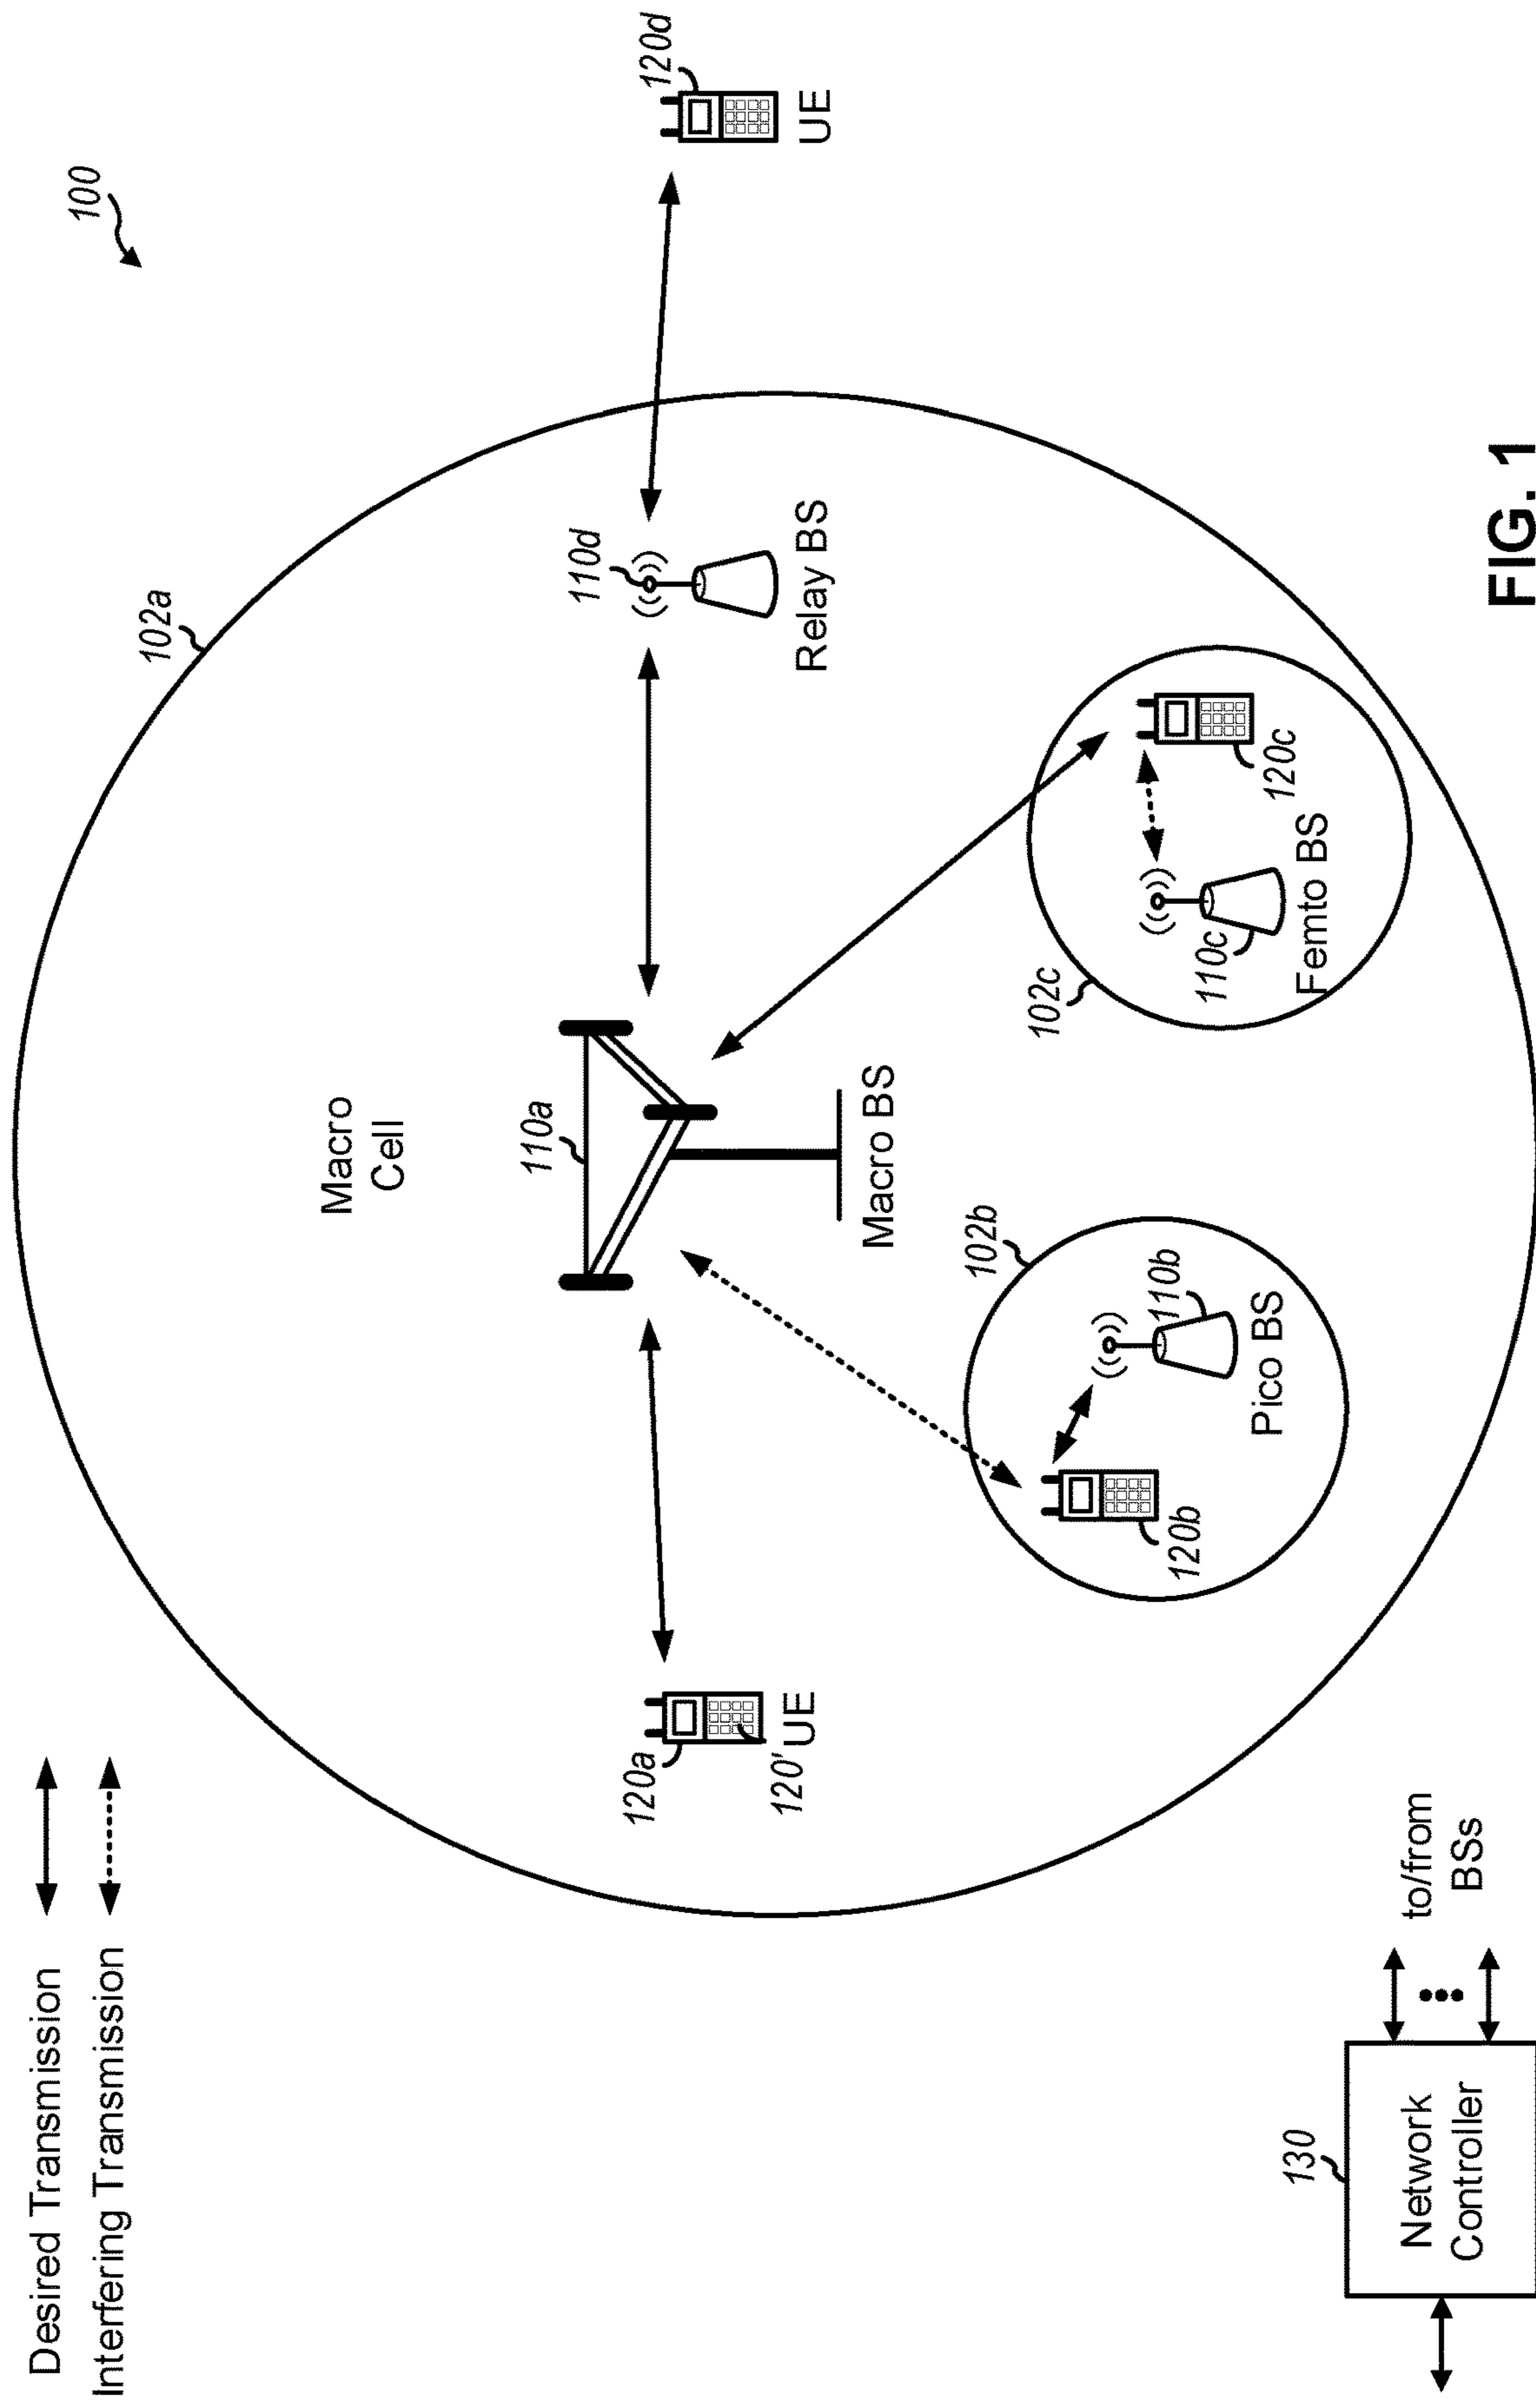 Desired Transmission
Interfering Transmission
100
102a
Macro
Cell
110a
Macro BS
120a
120'
UE
110d
Relay BS
120d
UE
102b
110b
Pico BS
120b
102c
110c
Femto BS
120c
130
Network
Controller
to/from
BSs
FIG. 1